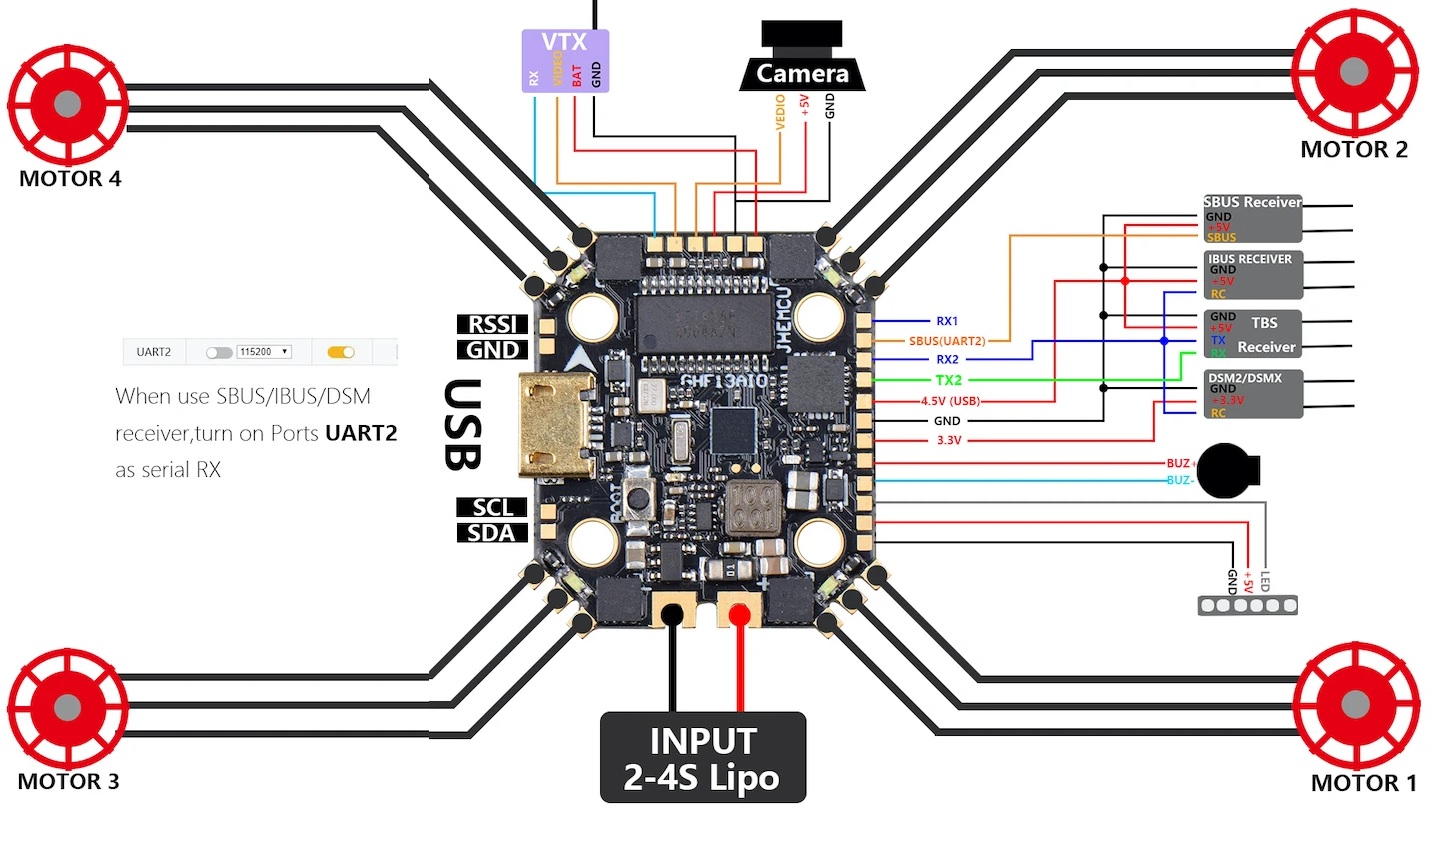 VTX
RX
VIDEO
BAT
GND
Camera
VEDIO
+5V
GND
MOTOR 4
MOTOR 2
SBUS Receiver
GND
+5V
SBUS
IBUS RECEIVER
GND
+5V
RC
GND
+5V
TX
RX
TBS
Receiver
DSM2/DSMX
GND
+3.3V
RC
RSSI
GND
USB
SCL
SDA
UART2
115200
When use SBUS/IBUS/DSM
receiver,turn on Ports UART2
as serial RX
JHEMCU
GHF13AIO
BOOT
100
001
RX1
SBUS(UART2)
RX2
TX2
4.5V (USB)
GND
3.3V
BUZ+
BUZ-
GND
+5V
LED
INPUT
2-4S Lipo
MOTOR 3
MOTOR 1